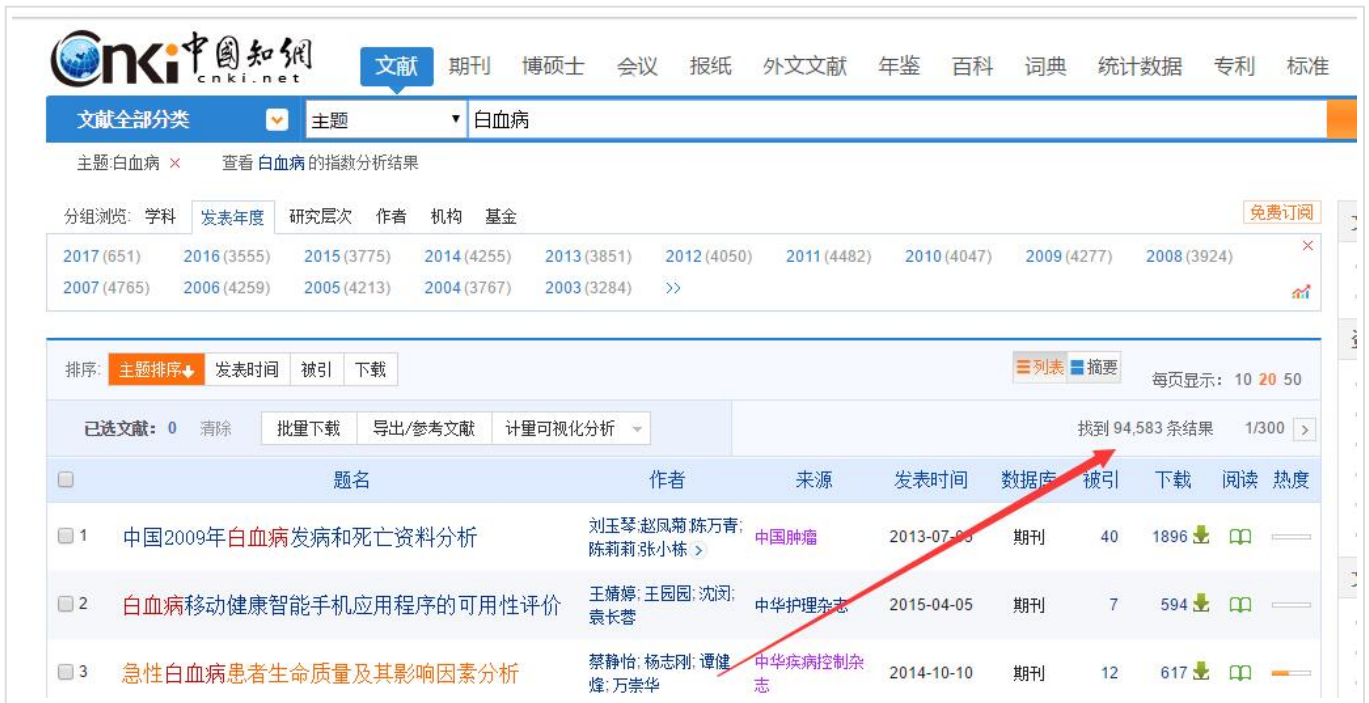 Cnki中國知網
cnki.net
文献 期刊 博硕士 会议 报纸 外文文献 年鉴 百科 词典 统计数据 专利 标准
文献全部分类 主题 白血病
主题:白血病 × 查看 白血病 的指数分析结果
分组浏览: 学科 发表年度 研究层次 作者 机构 基金 免费订阅
2017 (651) 2016 (3555) 2015 (3775) 2014 (4255) 2013 (3851) 2012 (4050) 2011 (4482) 2010 (4047) 2009 (4277) 2008 (3924) ×
2007 (4765) 2006 (4259) 2005 (4213) 2004 (3767) 2003 (3284) >>
排序: 主题排序↓ 发表时间 被引 下载 列表 摘要 每页显示: 10 20 50
已选文献: 0 清除 批量下载 导出/参考文献 计量可视化分析 找到 94,583 条结果 1/300 >
题名 作者 来源 发表时间 数据库 被引 下载 阅读 热度
1 中国2009年白血病发病和死亡资料分析 刘玉琴;赵凤菊;陈万青;陈莉莉;张小栋 > 中国肿瘤 2013-07-05 期刊 40 1896
2 白血病移动健康智能手机应用程序的可用性评价 王婧婷; 王园园; 沈闵; 袁长蓉 中华护理杂志 2015-04-05 期刊 7 594
3 急性白血病患者生命质量及其影响因素分析 蔡静怡; 杨志刚; 谭健烽; 万崇华 中华疾病控制杂志 2014-10-10 期刊 12 617